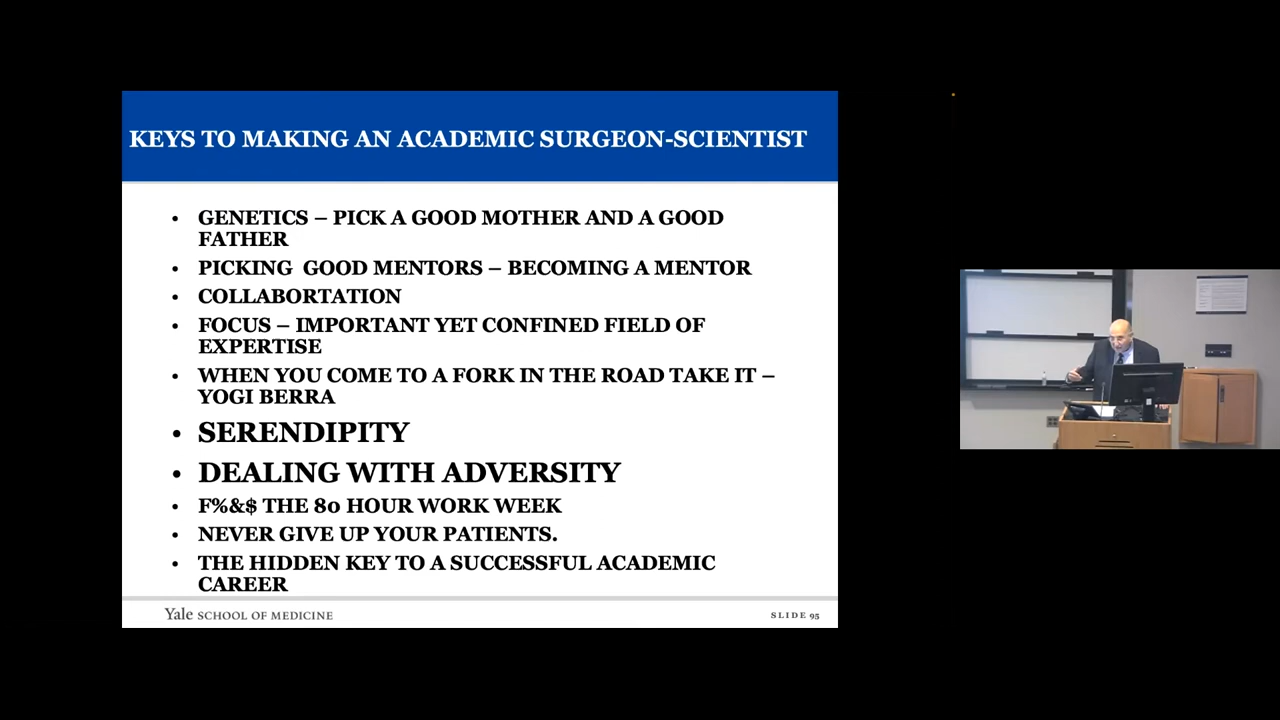 KEYS TO MAKING AN ACADEMIC SURGEON-SCIENTIST
• GENETICS – PICK A GOOD MOTHER AND A GOOD
FATHER
• PICKING GOOD MENTORS – BECOMING A MENTOR
• COLLABORTATION
• FOCUS – IMPORTANT YET CONFINED FIELD OF
EXPERTISE
• WHEN YOU COME TO A FORK IN THE ROAD TAKE IT –
YOGI BERRA
• SERENDIPITY
• DEALING WITH ADVERSITY
• F%&$ THE 80 HOUR WORK WEEK
• NEVER GIVE UP YOUR PATIENTS.
• THE HIDDEN KEY TO A SUCCESSFUL ACADEMIC
CAREER
Yale SCHOOL OF MEDICINE
SLIDE 95